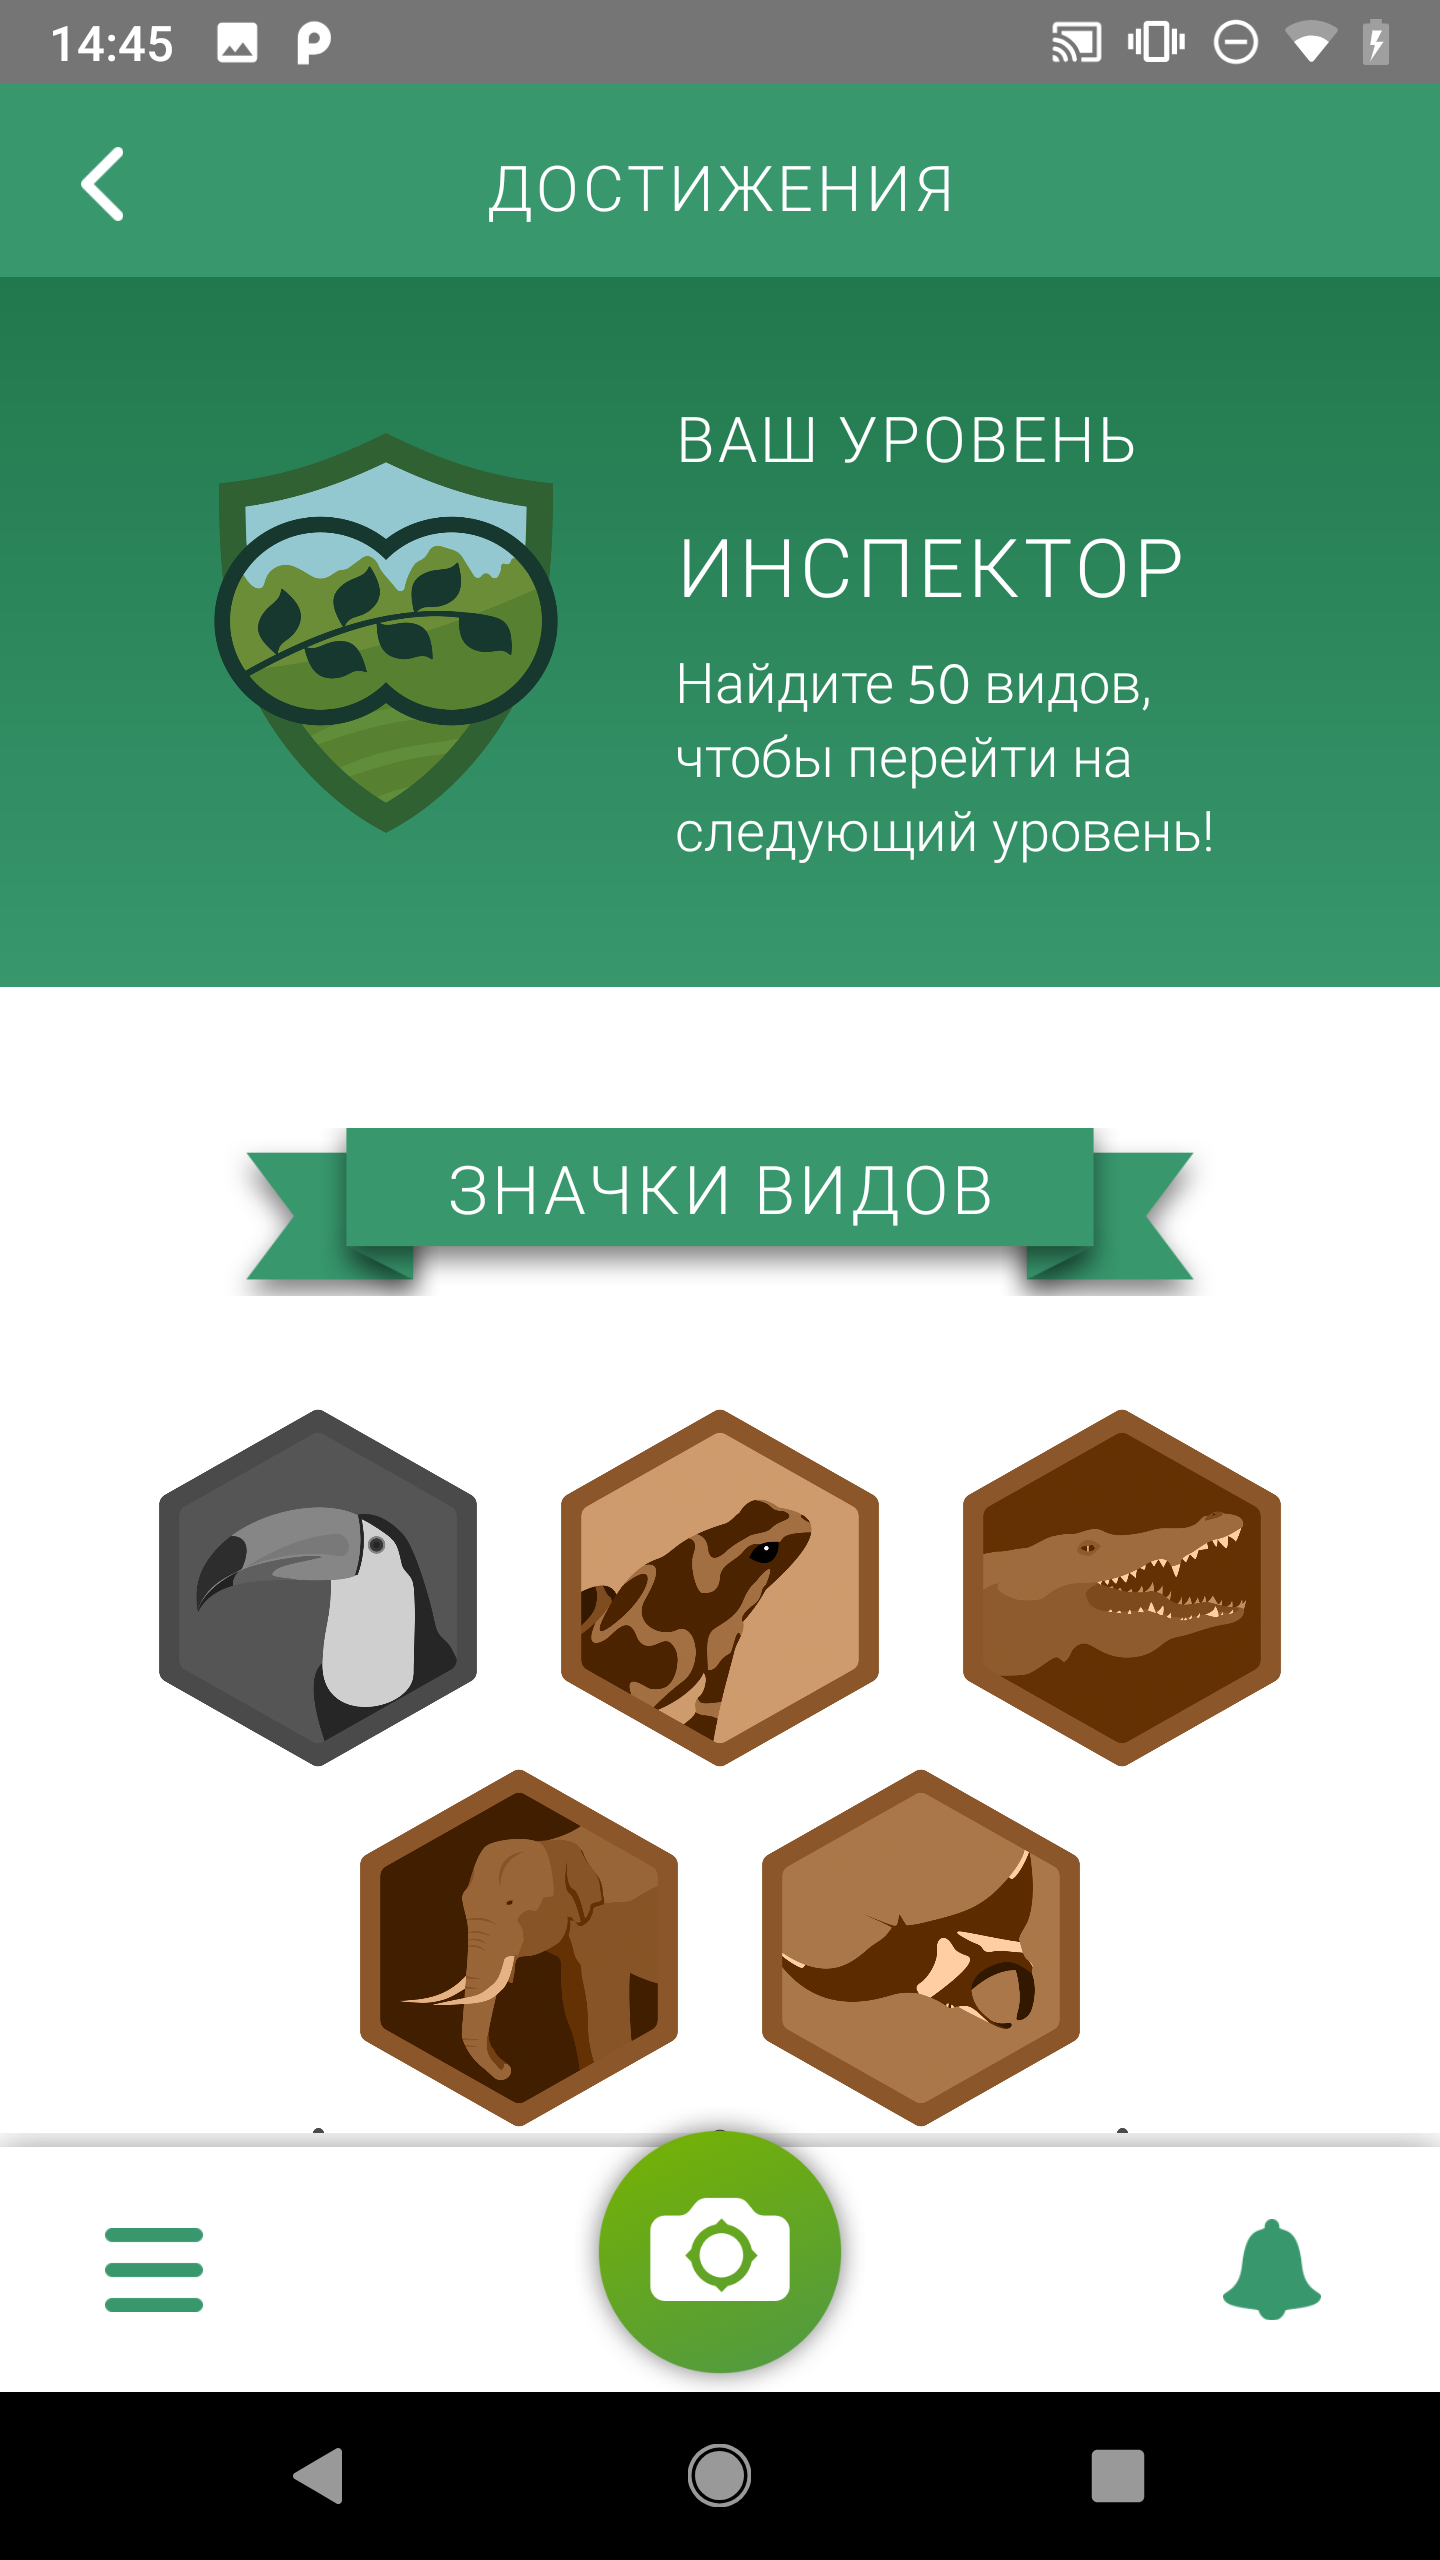 14:45
ДОСТИЖЕНИЯ
ВАШ УРОВЕНЬ
ИНСПЕКТОР
Найдите 50 видов,
чтобы перейти на
следующий уровень!
ЗНАЧКИ ВИДОВ